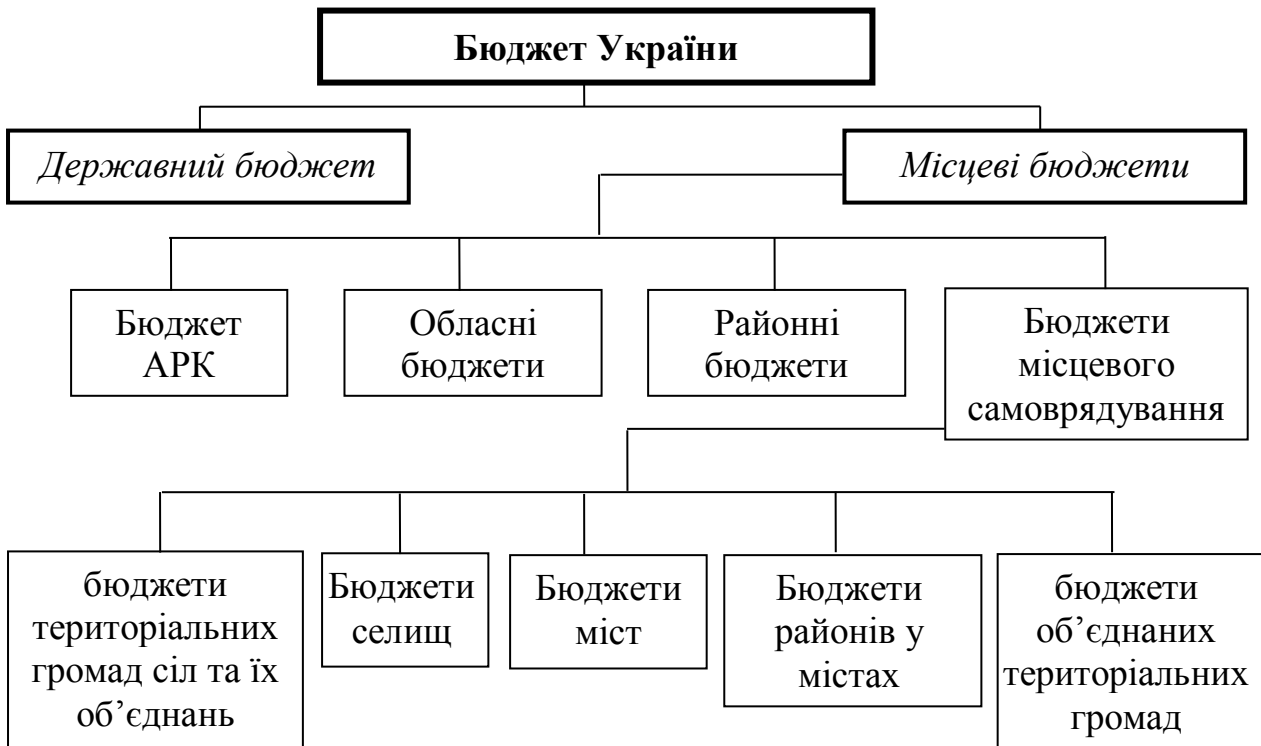 Бюджет України
Державний бюджет
Місцеві бюджети
Бюджет
АРК
Обласні
бюджети
Районні
бюджети
Бюджети
місцевого
самоврядування
бюджети
територіальних
громад сіл та їх
об’єднань
Бюджети
селищ
Бюджети
міст
Бюджети
районів у
містах
бюджети
об’єднаних
територіальних
громад